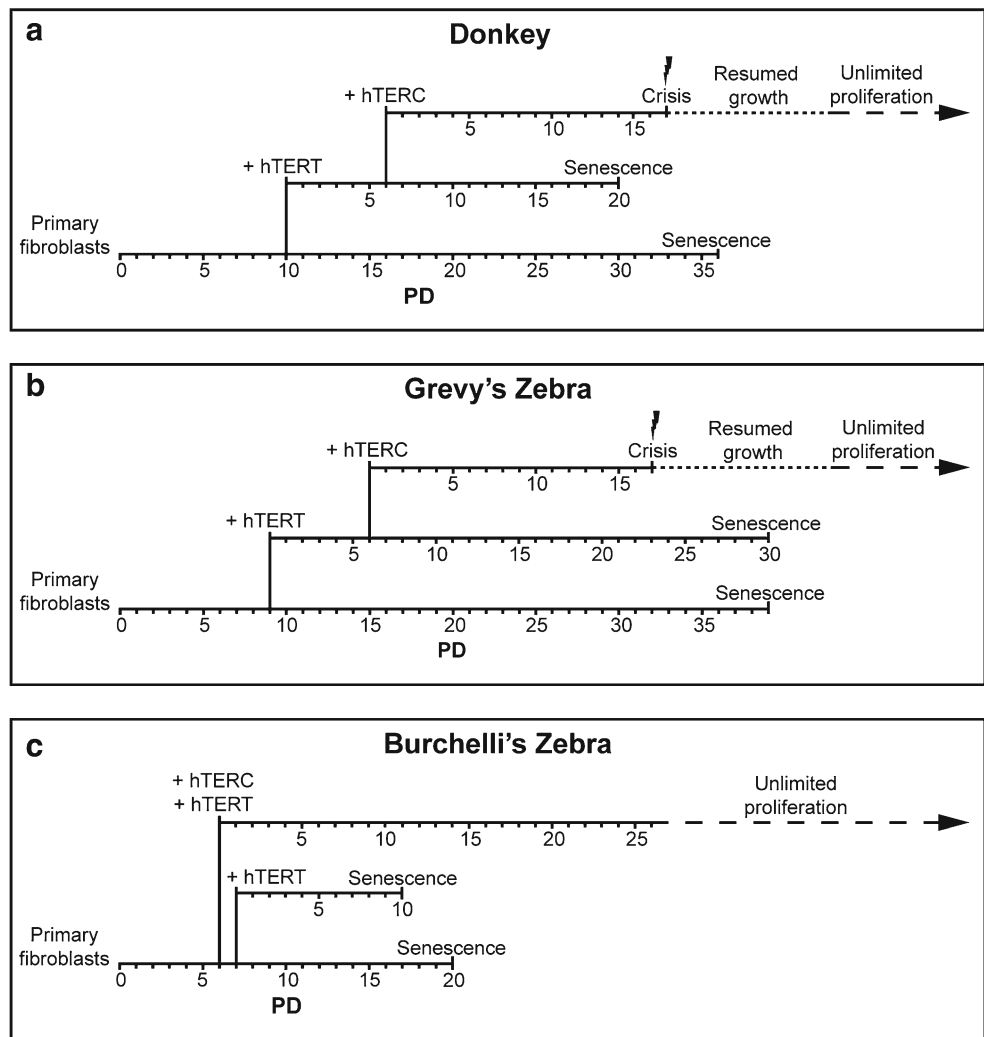 a
Donkey
+ hTERC
Crisis
Resumed
growth
Unlimited
proliferation
5 10 15
+ hTERT
Senescence
5 10 15 20
Primary
fibroblasts
Senescence
0 5 10 15 20 25 30 35
PD
b
Grevy's Zebra
+ hTERC
Crisis
Resumed
growth
Unlimited
proliferation
5 10 15
+ hTERT
Senescence
5 10 15 20 25 30
Primary
fibroblasts
Senescence
0 5 10 15 20 25 30 35
PD
c
Burchelli's Zebra
+ hTERC
+ hTERT
Unlimited
proliferation
5 10 15 20 25
+ hTERT
Senescence
5 10
Primary
fibroblasts
Senescence
0 5 10 15 20
PD